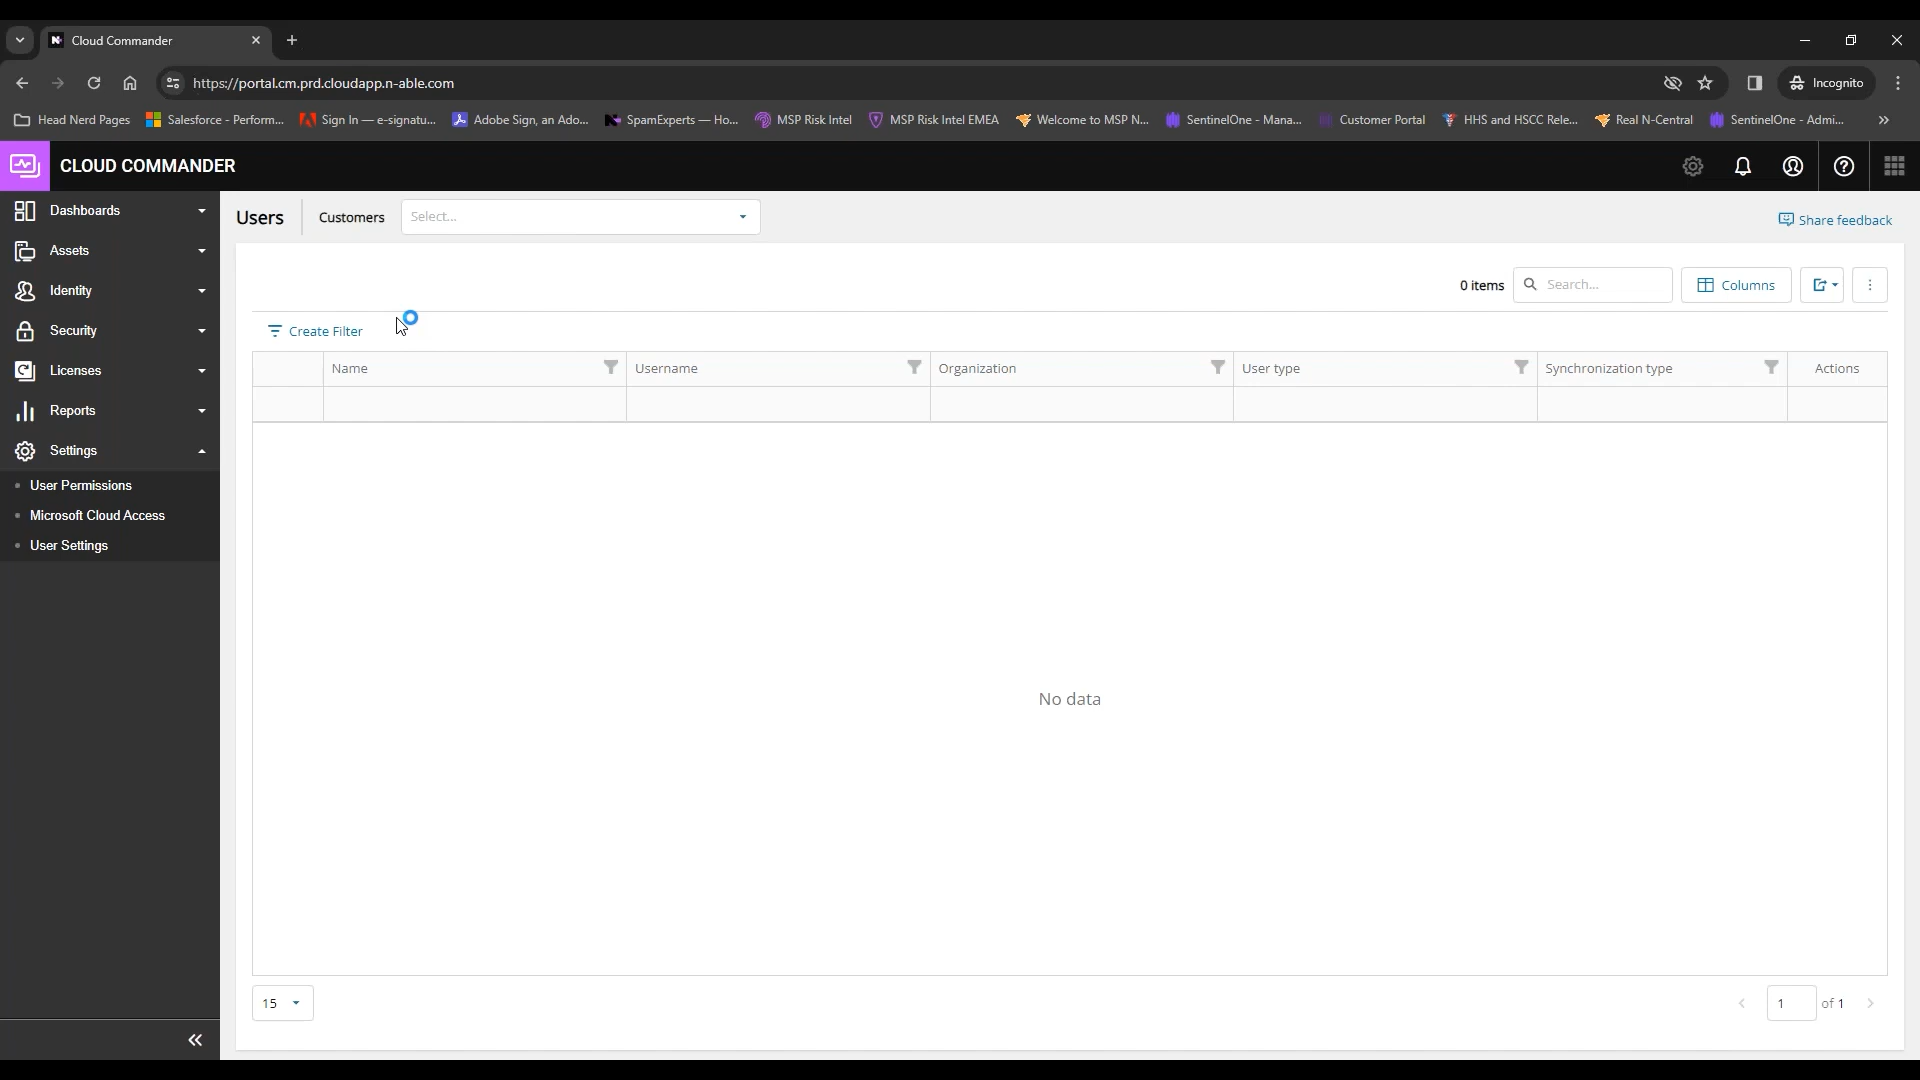 Cloud Commander
https://portal.cm.prd.cloudapp.n-able.com
Incognito
Head Nerd Pages
Salesforce - Perform...
Sign In — e-signatu...
Adobe Sign, an Ado...
SpamExperts — Ho...
MSP Risk Intel
MSP Risk Intel EMEA
Welcome to MSP N...
SentinelOne - Mana...
Customer Portal
HHS and HSCC Rele...
Real N-Central
SentinelOne - Admi...
CLOUD COMMANDER
Dashboards
Assets
Identity
Security
Licenses
Reports
Settings
User Permissions
Microsoft Cloud Access
User Settings
Users
Customers
Select...
Share feedback
0 items
Search...
Columns
Create Filter
Name
Username
Organization
User type
Synchronization type
Actions
No data
15
1
of 1